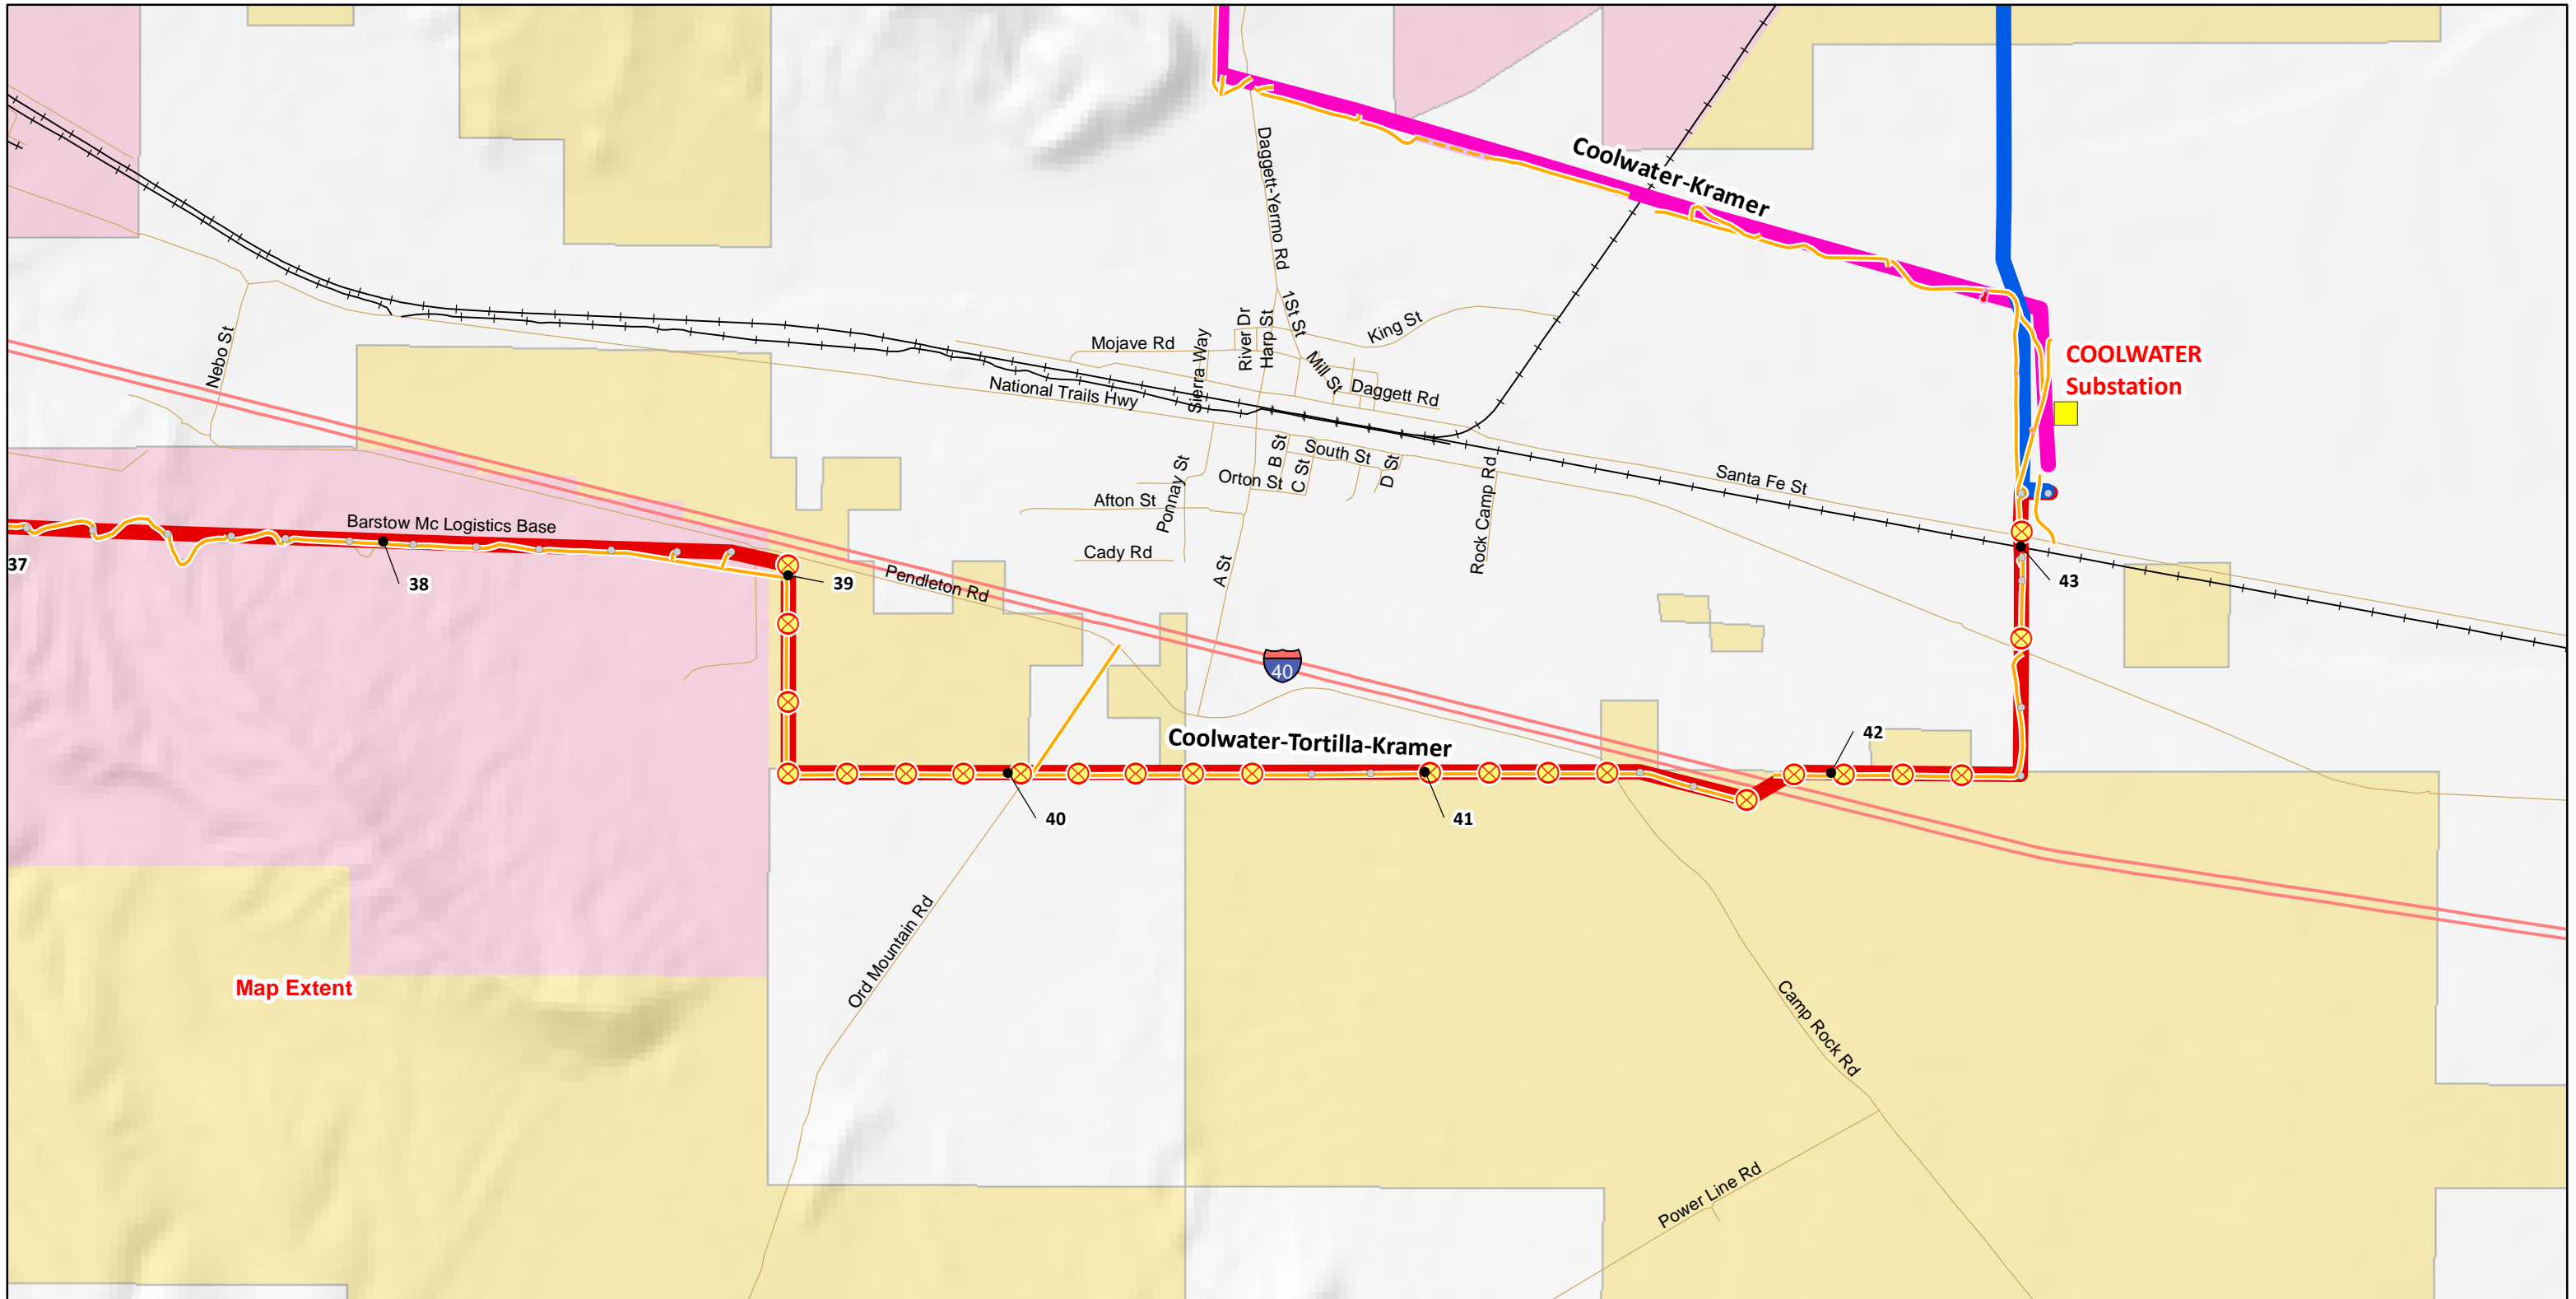 Coolwater-Kramer
Daggett-Yermo Rd
1St St
River Dr
Harp St
King St
Mojave Rd
Sierra Way
Mill St
Nebo St
COOLWATER
Substation
National Trails Hwy
Daggett Rd
B St
South St
D St
Santa Fe St
Ponnay St
Orton St
C St
Rock Camp Rd
Afton St
Barstow Mc Logistics Base
Cady Rd
A St
37
38
39
Pendleton Rd
43
40
Coolwater-Tortilla-Kramer
42
40
41
Ord Mountain Rd
Map Extent
Camp Rock Rd
Power Line Rd